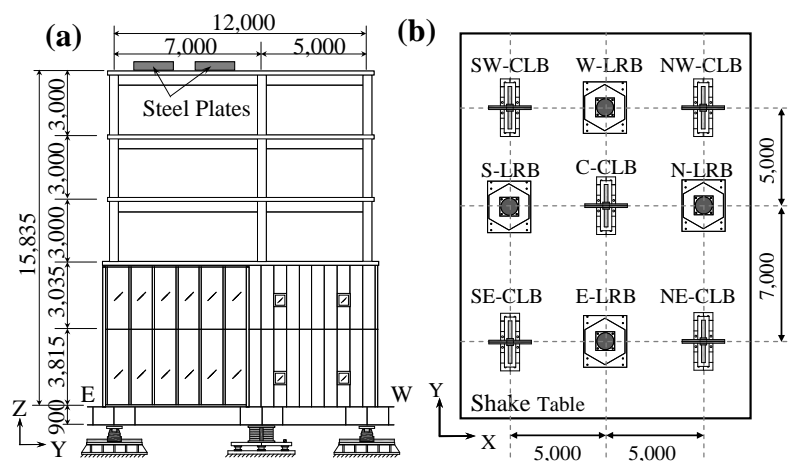 (a)
12,000
7,000
5,000
Steel Plates
3,000
3,000
3,000
3,035
3,815
900
15,835
E
W
Z
Y
(b)
SW-CLB
W-LRB
NW-CLB
S-LRB
C-CLB
N-LRB
SE-CLB
E-LRB
NE-CLB
5,000
7,000
Shake Table
Y
X
5,000
5,000